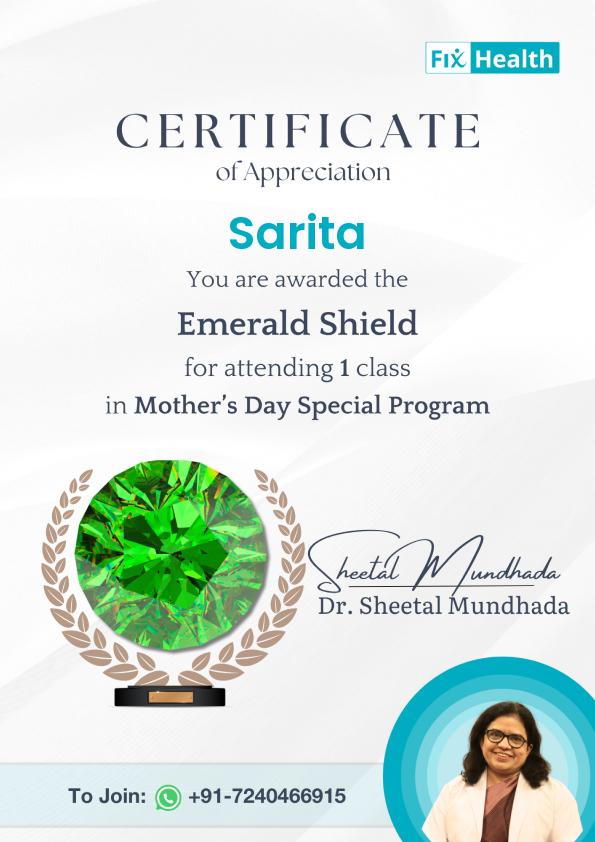 FIX Health
CERTIFICATE
of Appreciation
Sarita
You are awarded the
Emerald Shield
for attending 1 class
in Mother’s Day Special Program
Sheetal Mundhada
Dr. Sheetal Mundhada
To Join: +91-7240466915